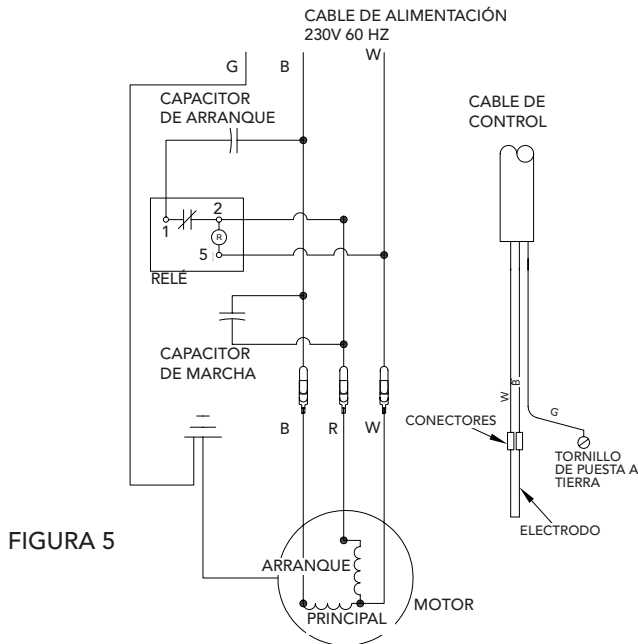 CABLE DE ALIMENTACIÓN
230V 60 HZ
G
B
W
CAPACITOR
DE ARRANQUE
1
2
R
5
RELÉ
CAPACITOR
DE MARCHA
B
R
W
ARRANQUE
PRINCIPAL
MOTOR
CABLE DE
CONTROL
W
B
G
CONECTORES
TORNILLO
DE PUESTA A
TIERRA
ELECTRODO
FIGURA 5